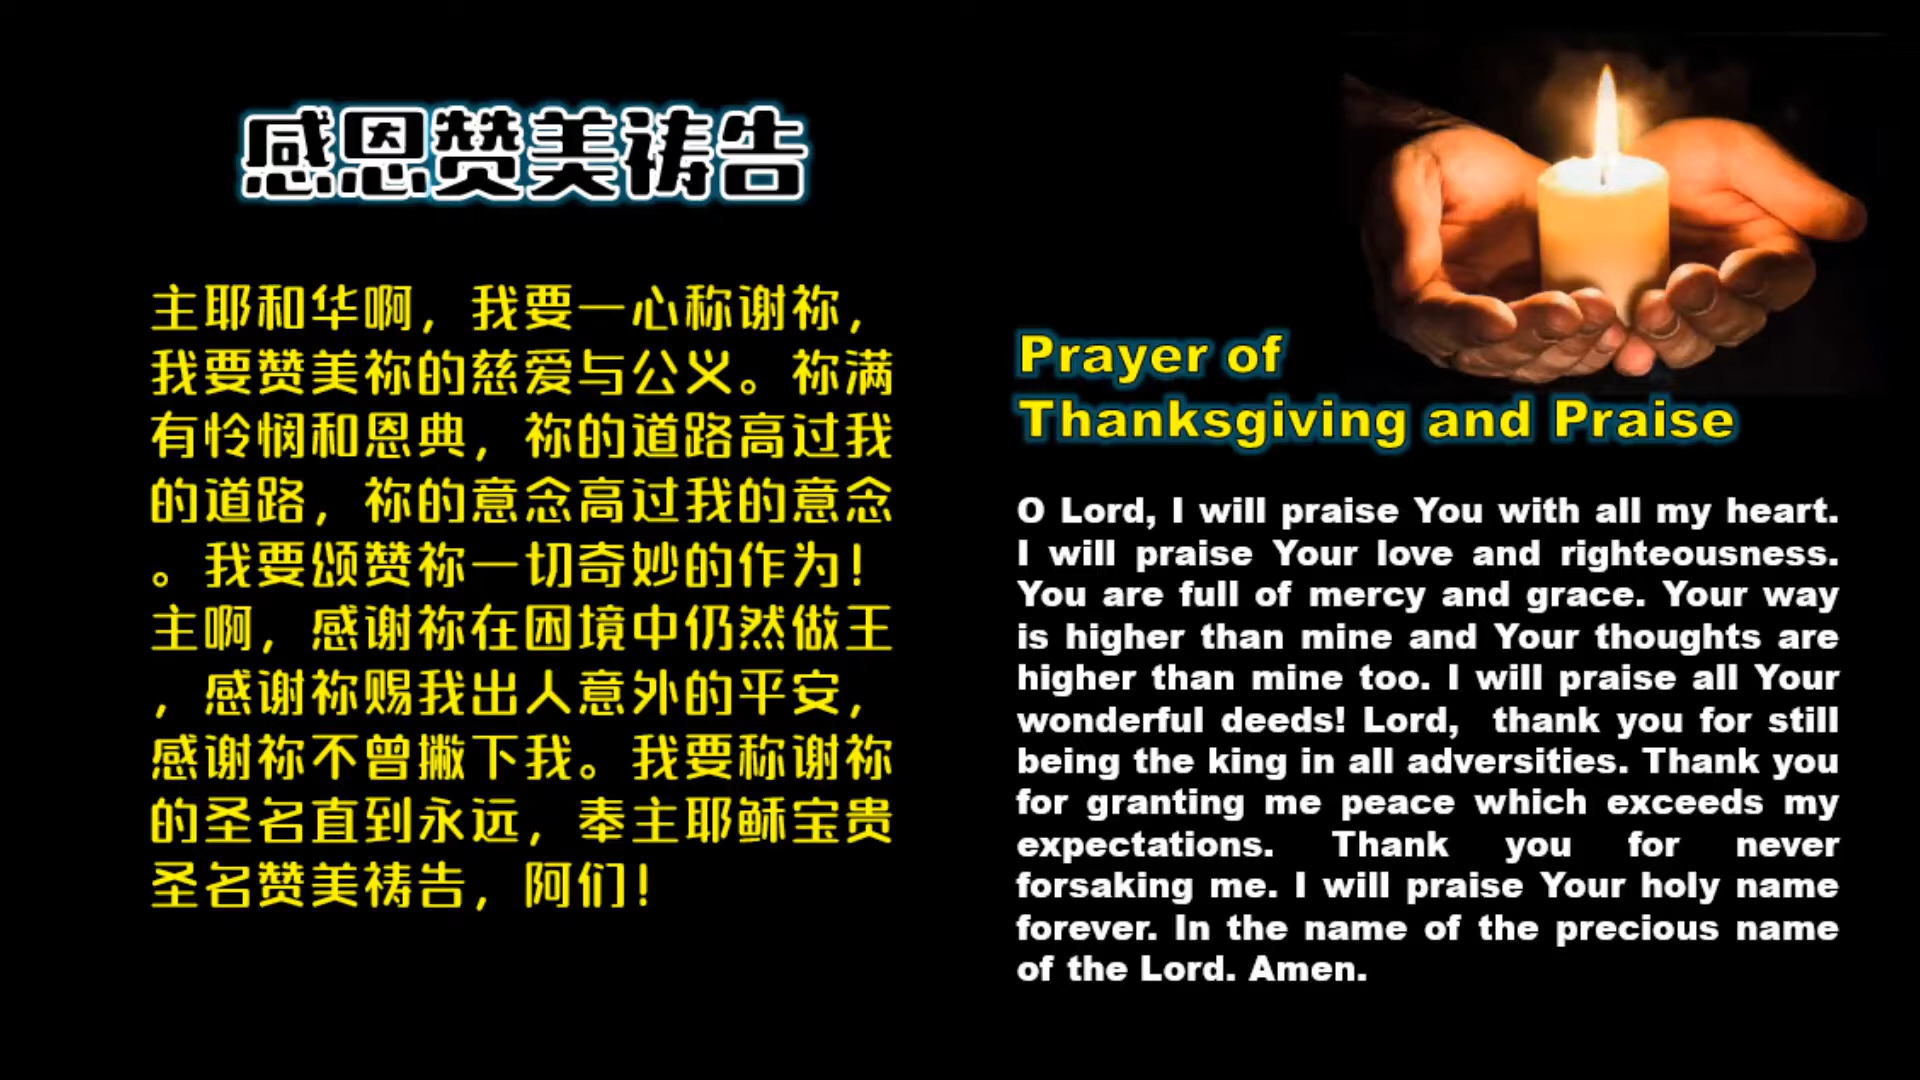 感恩赞美祷告
主耶和华啊，我要一心称谢祢，
我要赞美祢的慈爱与公义。祢满
有怜悯和恩典，祢的道路高过我
的道路，祢的意念高过我的意念
。我要颂赞祢一切奇妙的作为！
主啊，感谢祢在困境中仍然做王
，感谢祢赐我出人意外的平安，
感谢祢不曾撇下我。我要称谢祢
的圣名直到永远，奉主耶稣宝贵
圣名赞美祷告，阿们！
Prayer of
Thanksgiving and Praise
O Lord, I will praise You with all my heart.
I will praise Your love and righteousness.
You are full of mercy and grace. Your way
is higher than mine and Your thoughts are
higher than mine too. I will praise all Your
wonderful deeds! Lord, thank you for still
being the king in all adversities. Thank you
for granting me peace which exceeds my
expectations. Thank you for never
forsaking me. I will praise Your holy name
forever. In the name of the precious name
of the Lord. Amen.